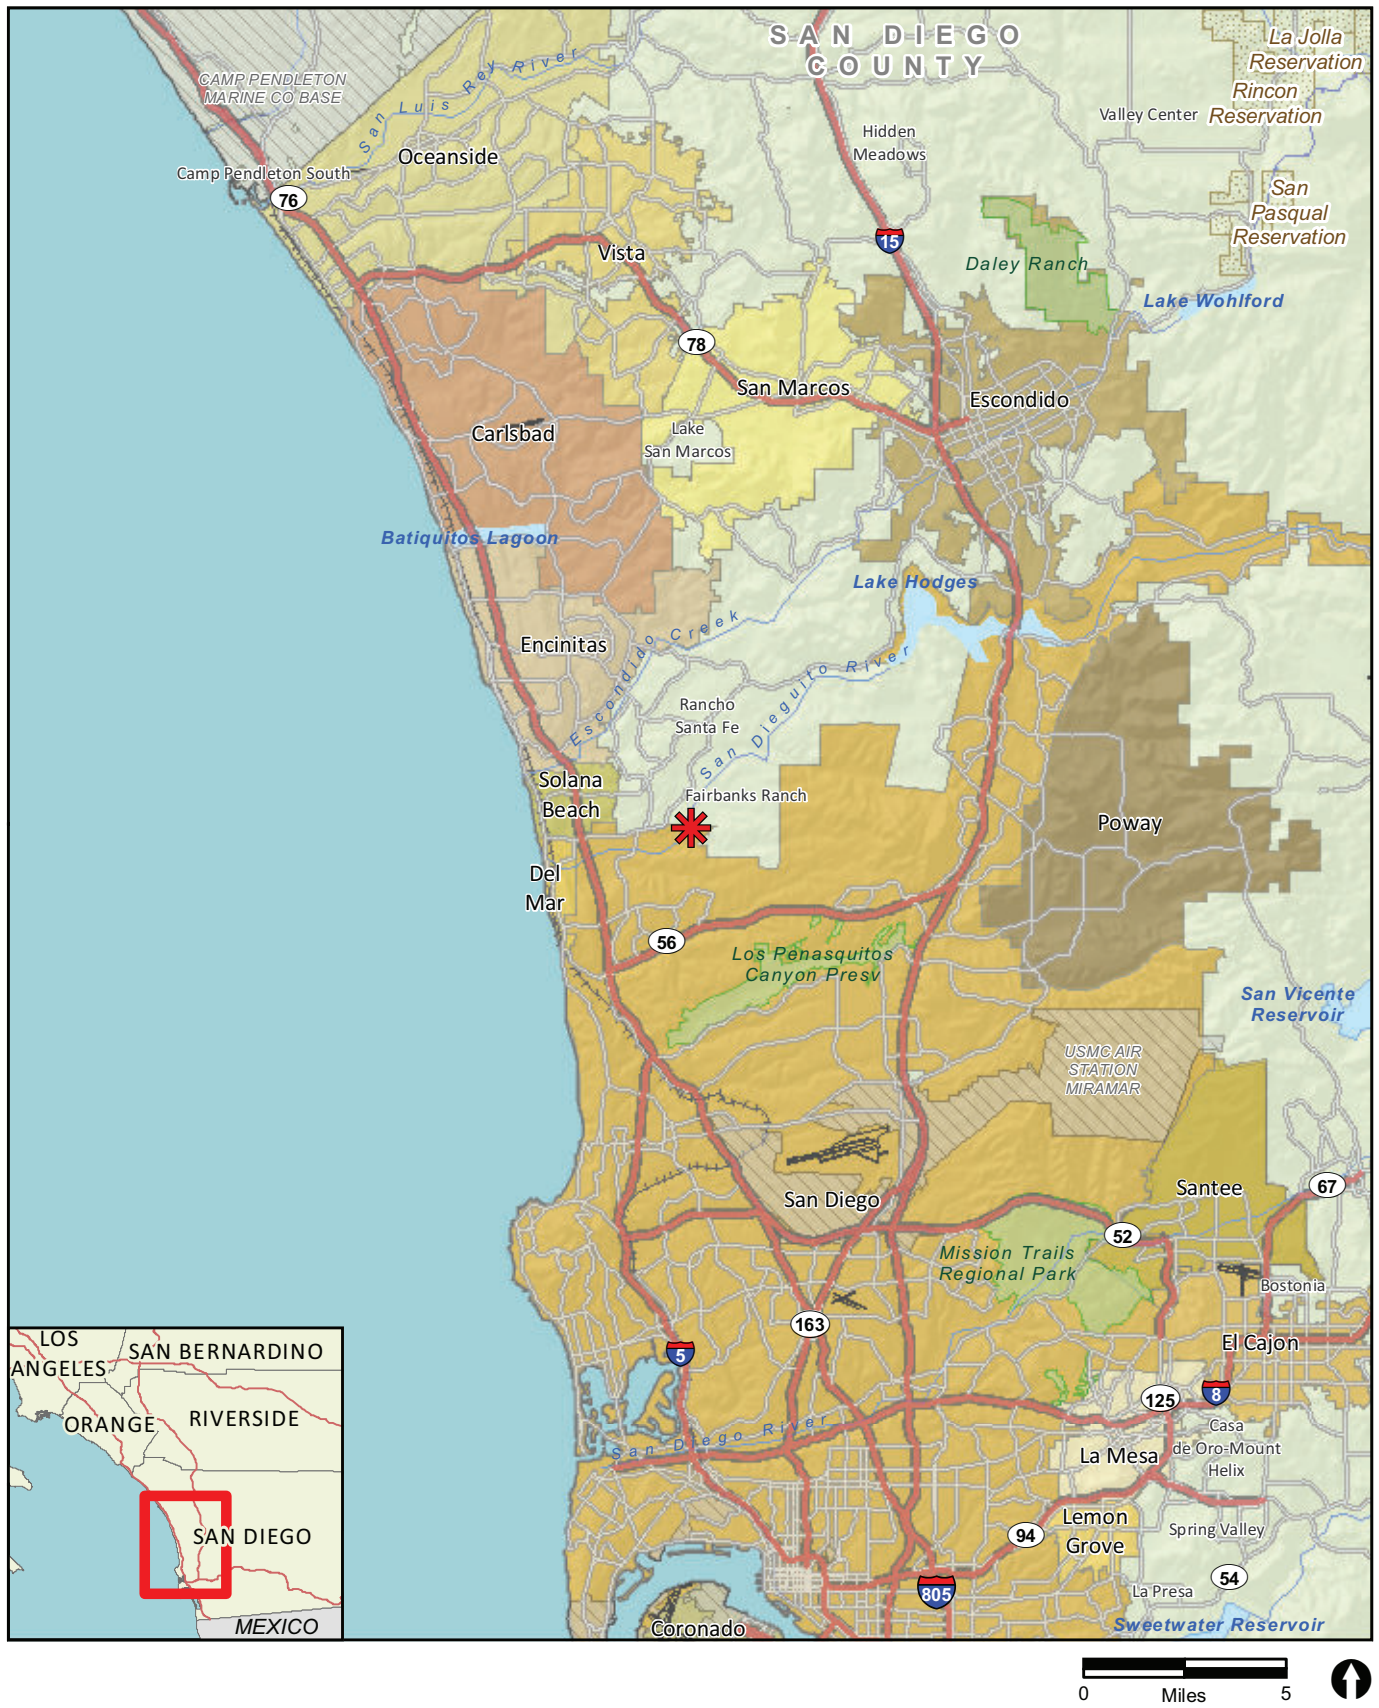 SAN DIEGO
COUNTY
La Jolla
Reservation
Rincon
Reservation
CAMP PENDLETON
MARINE CO BASE
San Luis Rey River
Valley Center
Hidden
Meadows
Oceanside
Camp Pendleton South
76
San
Pasqual
Reservation
15
Vista
Daley Ranch
Lake Wohlford
78
San Marcos
Escondido
Carlsbad
Lake
San Marcos
Batiquitos Lagoon
Lake Hodges
Encinitas
Escondido Creek
San Dieguito River
Rancho
Santa Fe
Solana
Beach
Fairbanks Ranch
Poway
Del
Mar
56
Los Penasquitos
Canyon Presv
San Vicente
Reservoir
USMC AIR
STATION
MIRAMAR
San Diego
Santee
67
52
Mission Trails
Regional Park
Bostonia
163
5
El Cajon
125
8
San Diego River
Casa
de Oro-Mount
Helix
La Mesa
Lemon
Grove
94
Spring Valley
54
805
La Presa
Coronado
Sweetwater Reservoir
LOS
ANGELES
SAN BERNARDINO
ORANGE
RIVERSIDE
SAN DIEGO
MEXICO
0 Miles 5